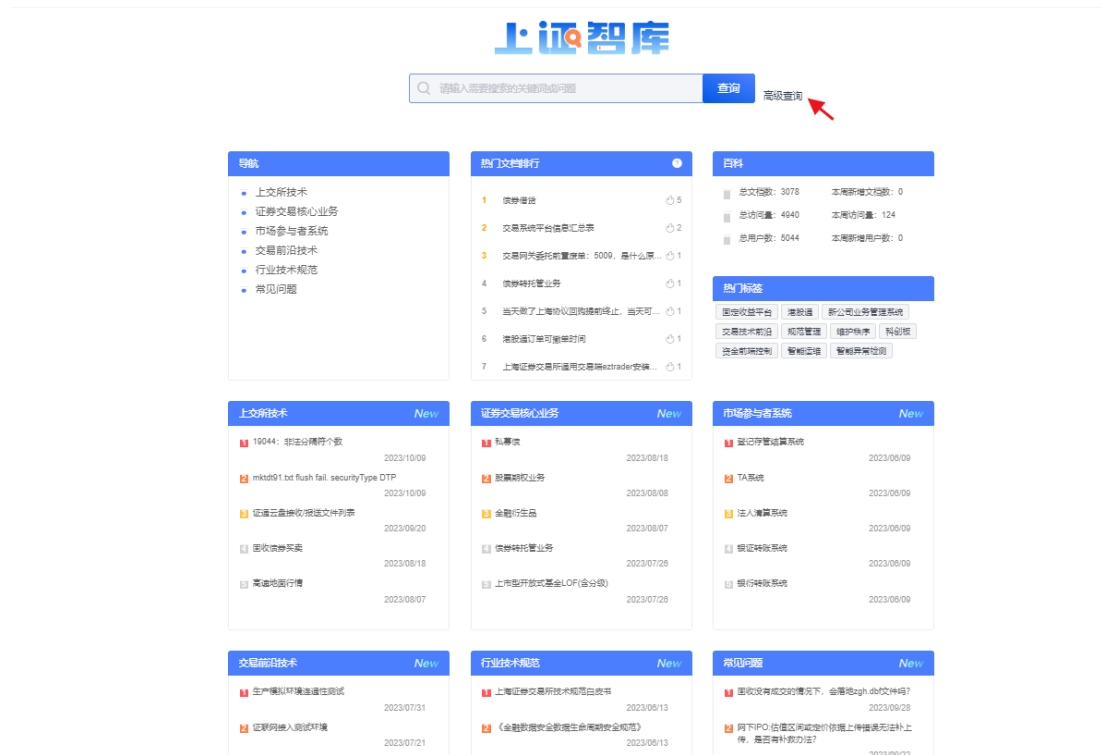 上证智库
请输入需要搜索的关键词或问题
查询
高级查询
导航
上交所技术
证券交易核心业务
市场参与者系统
交易前沿技术
行业技术规范
常见问题
热门文档排行
1 债券借贷 5
2 交易系统平台信息汇总表 2
3 交易网关委托前置废单：5009，是什么原... 1
4 债券转托管业务 1
5 当天做了上海协议回购提前终止，当天可... 1
6 港股通订单可撤单时间 1
7 上海证券交易所通用交易端eztrader安装... 1
百科
总文档数：3078 本周新增文档数：0
总访问量：4940 本周访问量：124
总用户数：5044 本周新增用户数：0
热门标签
固定收益平台 港股通 新公司业务管理系统
交易技术前沿 规范管理 维护秩序 科创板
资金前端控制 智能运维 智能异常检测
上交所技术 New
1 19044：非法分隔符个数
2023/10/09
2 mktdt91.txt flush fail. securityType DTP
2023/10/09
3 证通云盘接收/报送文件列表
2023/09/20
4 固收债券买卖
2023/08/18
5 高速地面行情
2023/08/07
证券交易核心业务 New
1 私募债
2023/08/18
2 股票期权业务
2023/08/08
3 金融衍生品
2023/08/07
4 债券转托管业务
2023/07/26
5 上市型开放式基金LOF(含分级)
2023/07/26
市场参与者系统 New
1 登记存管结算系统
2023/06/09
2 TA系统
2023/06/09
3 法人清算系统
2023/06/09
4 银证转账系统
2023/06/09
5 银衍转账系统
2023/06/09
交易前沿技术 New
1 生产模拟环境连通性测试
2023/07/31
2 证联网接入测试环境
2023/07/21
行业技术规范 New
1 上海证券交易所技术规范白皮书
2023/06/13
2 《金融数据安全数据生命周期安全规范》
2023/06/13
常见问题 New
1 固收没有成交的情况下，会落地zgh.dbf文件吗？
2023/09/28
2 网下IPO:估值区间或定价依据上传错误无法补上
传，是否有补救办法？
2023/09/22